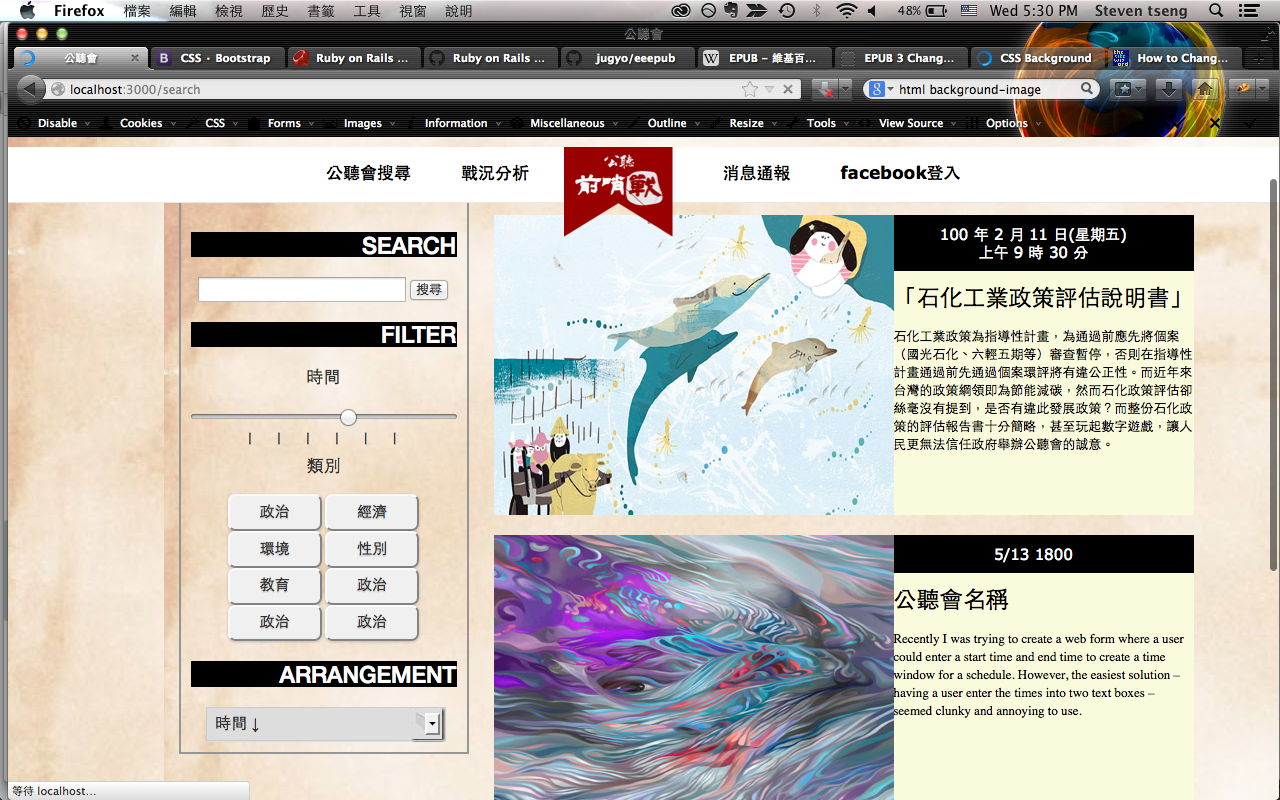 Firefox 檔案 編輯 檢視 歷史 書籤 工具 視窗 說明 48% Wed 5:30 PM Steven tseng
公聽會
公聽會 CSS · Bootstrap Ruby on Rails ... Ruby on Rails ... jugyo/eeepub EPUB – 維基百... EPUB 3 Chang... CSS Background How to Chang...
localhost:3000/search html background-image
Disable Cookies CSS Forms Images Information Miscellaneous Outline Resize Tools View Source Options
公聽會搜尋 戰況分析 公聽 前哨戰 消息通報 facebook登入
SEARCH
搜尋
FILTER
時間
類別
政治 經濟
環境 性別
教育 政治
政治 政治
ARRANGEMENT
時間↓
100 年 2 月 11 日(星期五)
上午 9 時 30 分
「石化工業政策評估說明書」
石化工業政策為指導性計畫，為通過前應先將個案
（國光石化、六輕五期等）審查暫停，否則在指導性
計畫通過前先通過個案環評將有違公正性。而近年來
台灣的政策綱領即為節能減碳，然而石化政策評估卻
絲毫沒有提到，是否有違此發展政策？而整份石化政
策的評估報告書十分簡略，甚至玩起數字遊戲，讓人
民更無法信任政府舉辦公聽會的誠意。
5/13 1800
公聽會名稱
Recently I was trying to create a web form where a user
could enter a start time and end time to create a time
window for a schedule. However, the easiest solution –
having a user enter the times into two text boxes –
seemed clunky and annoying to use.
等待 localhost...